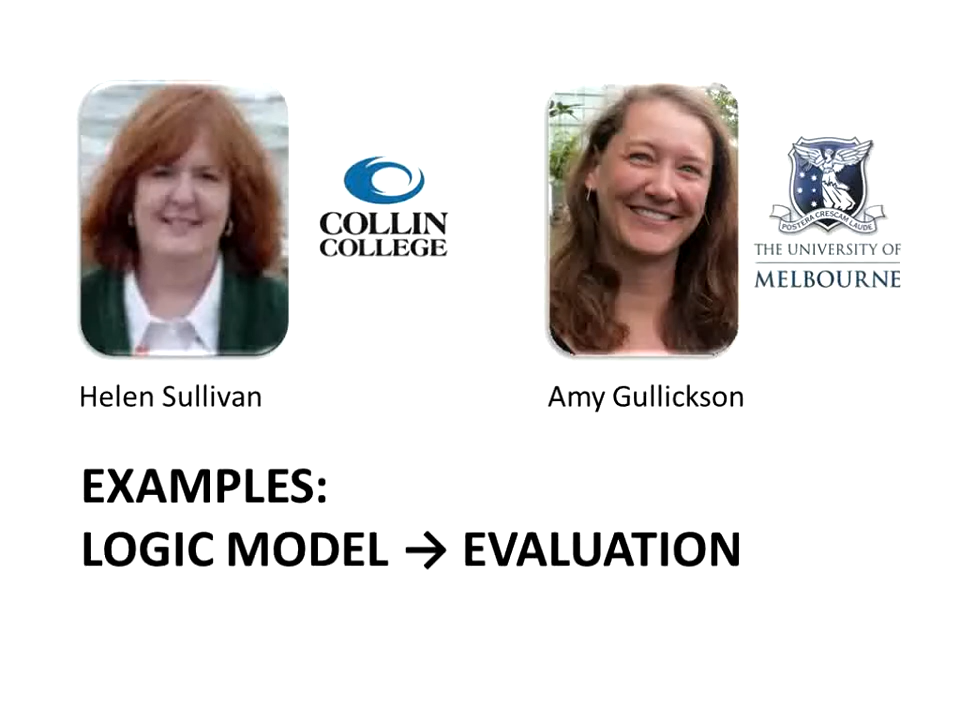 COLLIN
COLLEGE
POSTERA CRESCAM LAUDE
THE UNIVERSITY OF
MELBOURNE
Helen Sullivan
Amy Gullickson
EXAMPLES:
LOGIC MODEL → EVALUATION